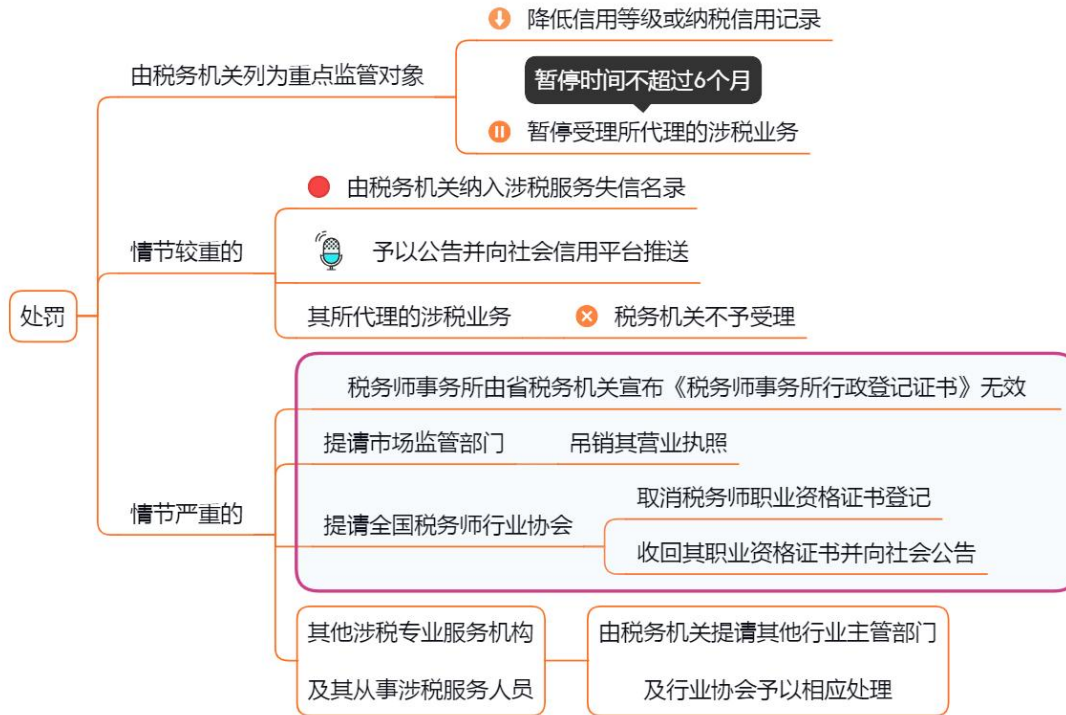 降低信用等级或纳税信用记录
由税务机关列为重点监管对象
暂停时间不超过6个月
暂停受理所代理的涉税业务
由税务机关纳入涉税服务失信名录
情节较重的
予以公告并向社会信用平台推送
处罚
其所代理的涉税业务 税务机关不予受理
税务师事务所由省税务机关宣布《税务师事务所行政登记证书》无效
提请市场监管部门 吊销其营业执照
情节严重的
提请全国税务师行业协会
取消税务师职业资格证书登记
收回其职业资格证书并向社会公告
其他涉税专业服务机构
及其从事涉税服务人员
由税务机关提请其他行业主管部门
及行业协会予以相应处理